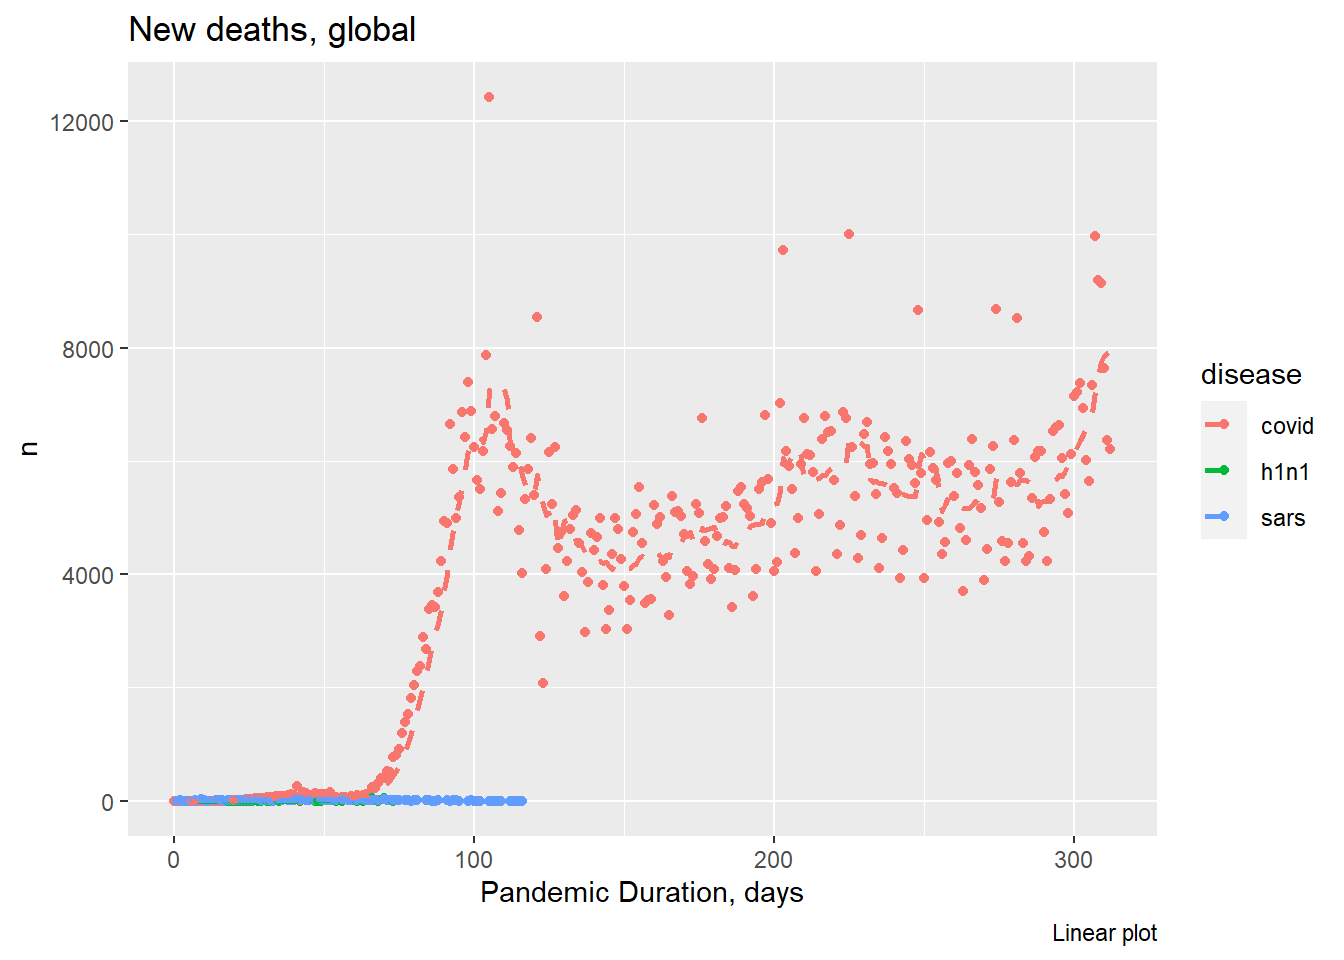 New deaths, global
12000
8000
4000
0
n
0 100 200 300
Pandemic Duration, days
disease
covid
h1n1
sars
Linear plot